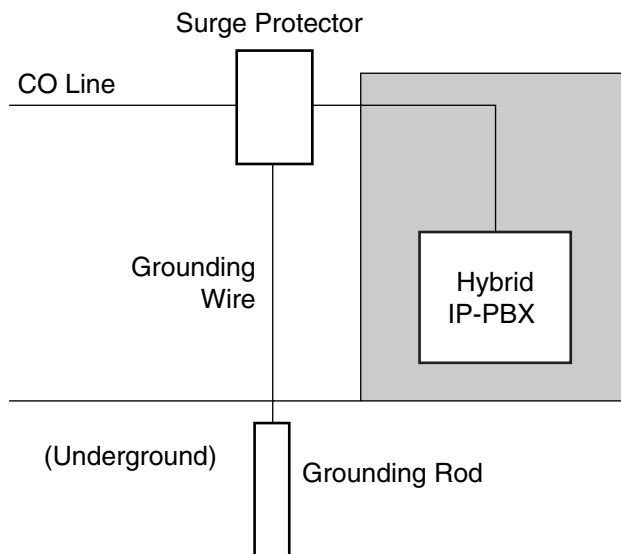 Surge Protector
CO Line
Grounding
Wire
Hybrid
IP-PBX
(Underground)
Grounding Rod